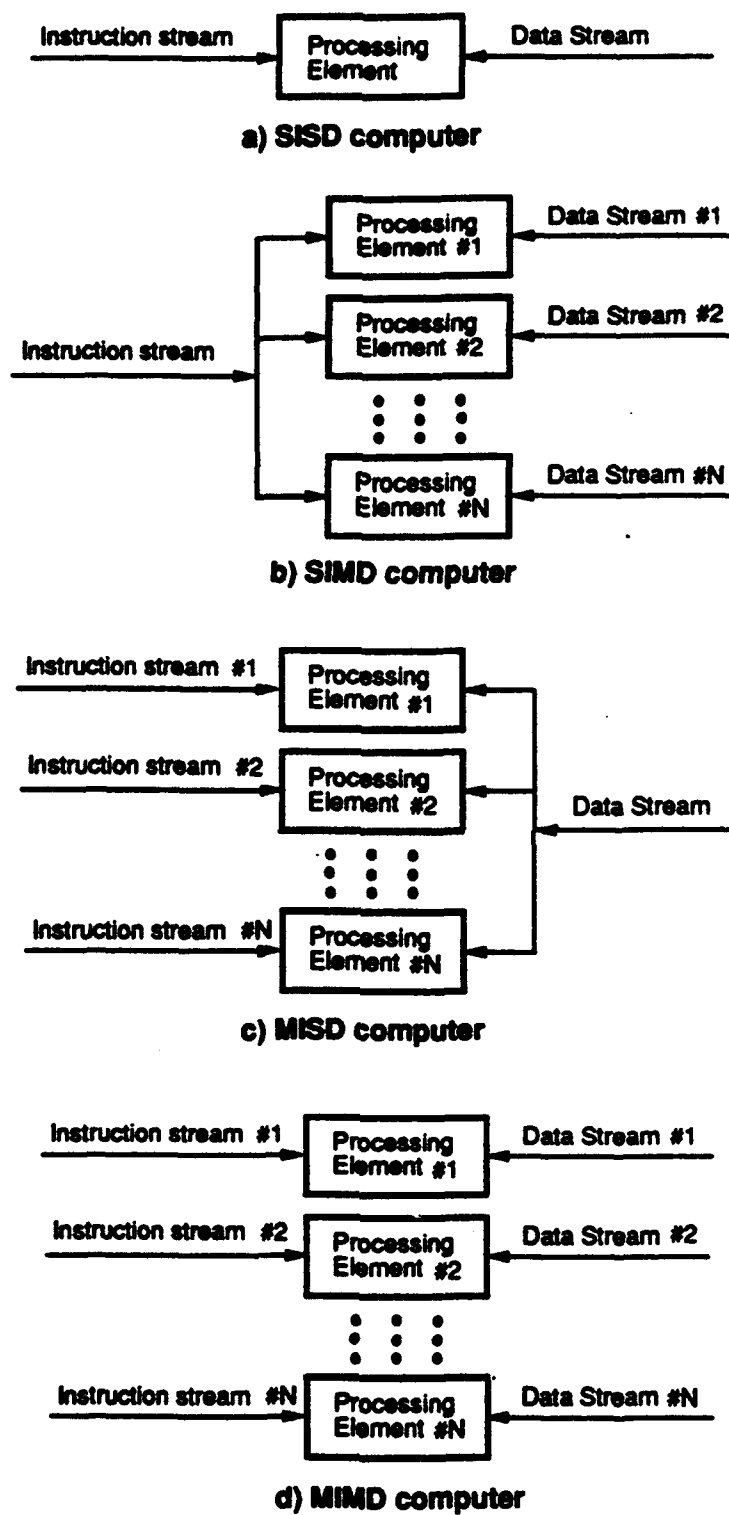 Instruction stream
Processing
Element
Data Stream
a) SISD computer
Processing
Element #1
Data Stream #1
Processing
Element #2
Data Stream #2
Instruction stream
Processing
Element #N
Data Stream #N
b) SIMD computer
Instruction stream #1
Processing
Element #1
Instruction stream #2
Processing
Element #2
Data Stream
Instruction stream #N
Processing
Element #N
c) MISD computer
Instruction stream #1
Processing
Element #1
Data Stream #1
Instruction stream #2
Processing
Element #2
Data Stream #2
Instruction stream #N
Processing
Element #N
Data Stream #N
d) MIMD computer